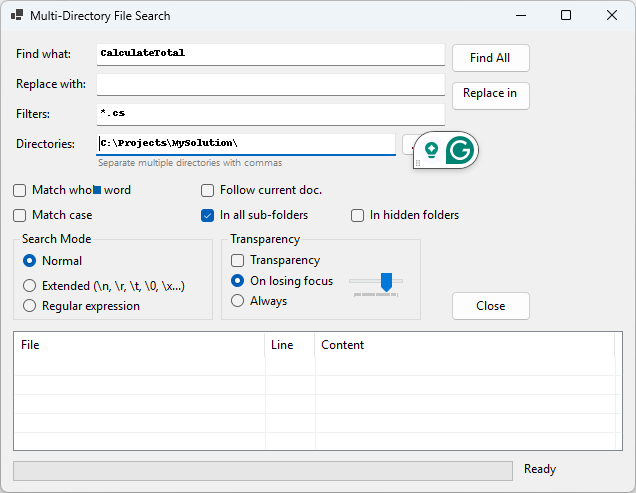 Multi-Directory File Search
Find what: CalculateTotal Find All
Replace with: Replace in
Filters: *.cs
Directories: C:\Projects\MySolution\
Separate multiple directories with commas
Match whole word Follow current doc.
Match case In all sub-folders In hidden folders
Search Mode Transparency
Normal Transparency
Extended (\n, \r, \t, \0, \x...) On losing focus
Regular expression Always Close
File Line Content
Ready